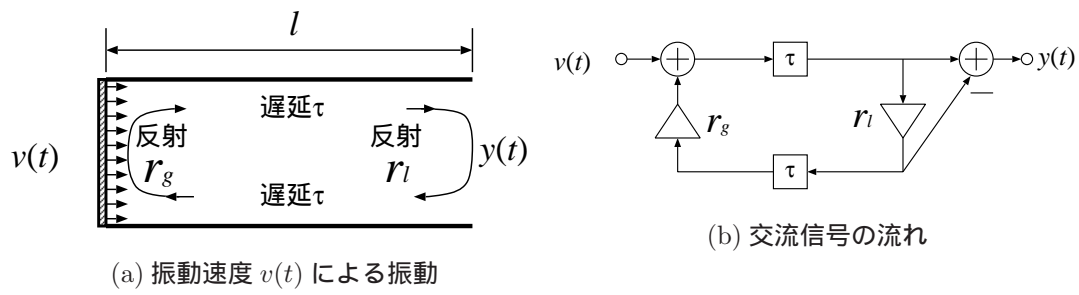 l
遅延τ
反射
r_g
v(t)
反射
r_l
y(t)
遅延τ
(a) 振動速度 v(t) による振動
v(t)
+
τ
+
y(t)
−
r_g
r_l
τ
(b) 交流信号の流れ